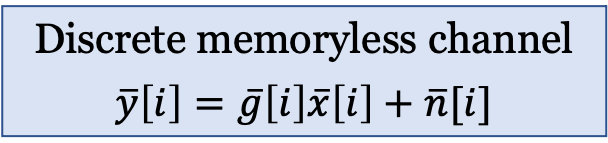 Discrete memoryless channel
ȳ[i] = ḡ[i]x̄[i] + n̄[i]